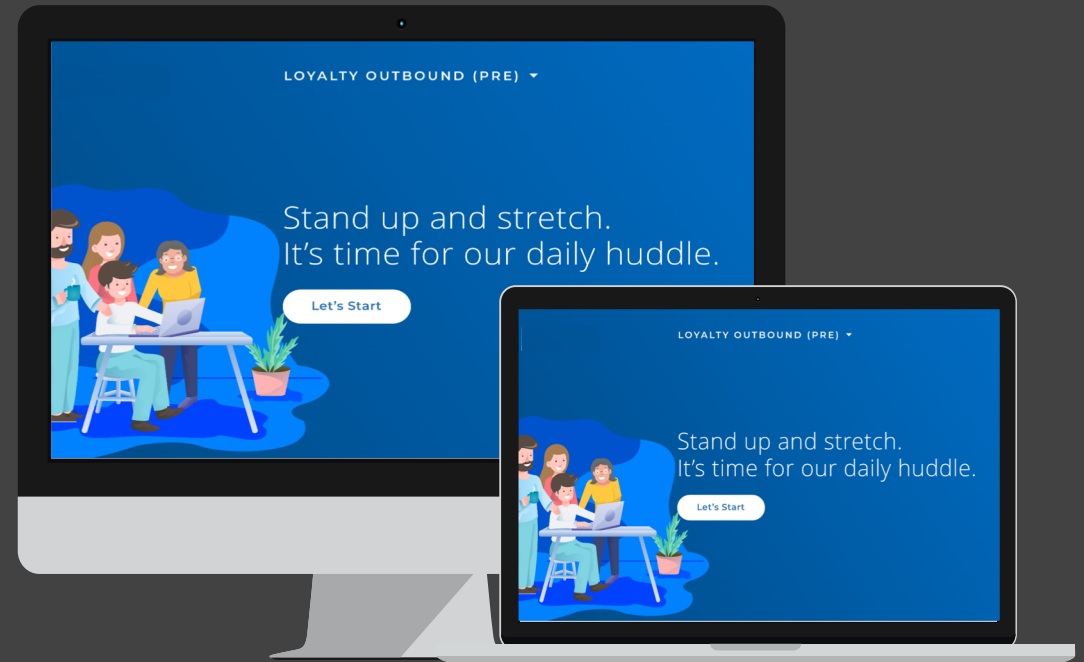 LOYALTY OUTBOUND (PRE)
Stand up and stretch.
It's time for our daily huddle.
Let's Start
LOYALTY OUTBOUND (PRE)
Stand up and stretch.
It's time for our daily huddle.
Let's Start